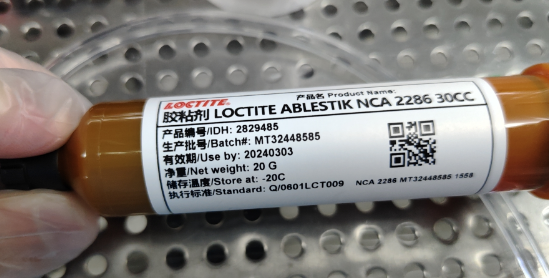 LOCTITE.
产品名 Product Name:
胶粘剂 LOCTITE ABLESTIK NCA 2286 30CC
产品编号/IDH: 2829485
生产批号/Batch#: MT32448585
有效期/Use by: 20240303
净重/Net weight: 20 G
储存温度/Store at: -20C
执行标准/Standard: Q/0601LCT009
NCA 2286 MT32448585 1558